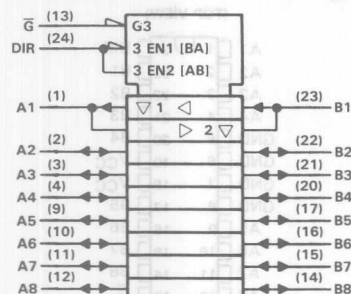 G (13) G3
DIR (24) 3 EN1 [BA]
3 EN2 [AB]
A1 (1) ▽ 1 ◁ (23) B1
▷ 2 ▽
A2 (2) (22) B2
A3 (3) (21) B3
A4 (4) (20) B4
A5 (9) (17) B5
A6 (10) (16) B6
A7 (11) (15) B7
A8 (12) (14) B8